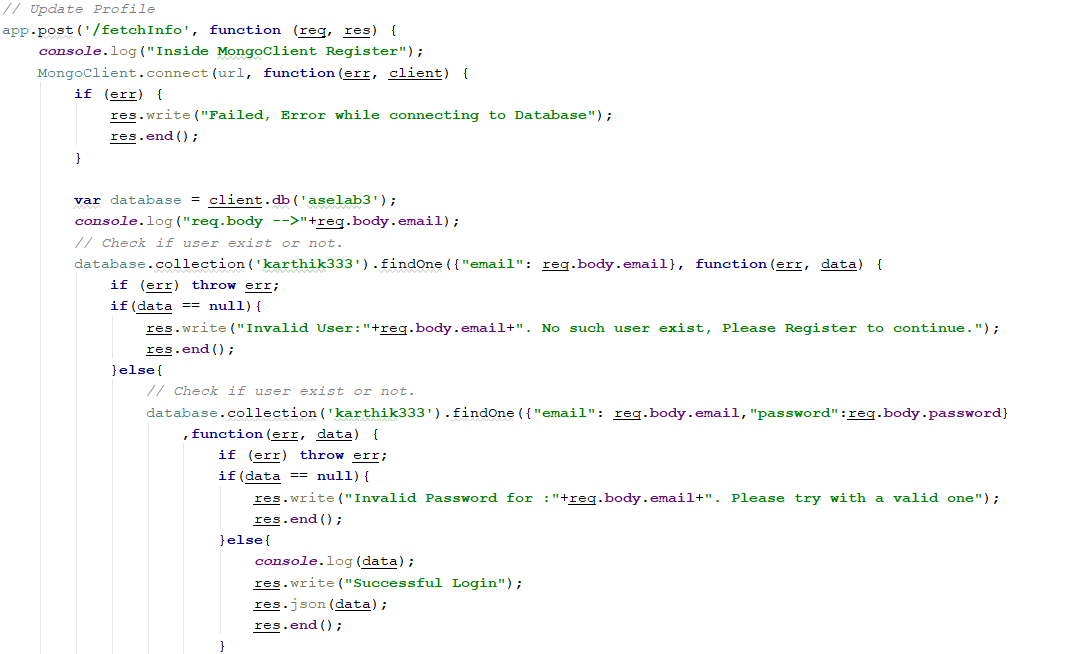 // Update Profile
app.post('/fetchInfo', function (req, res) {
    console.log("Inside MongoClient Register");
    MongoClient.connect(url, function(err, client) {
        if (err) {
            res.write("Failed, Error while connecting to Database");
            res.end();
        }

        var database = client.db('aselab3');
        console.log("req.body -->"+req.body.email);
        // Check if user exist or not.
        database.collection('karthik333').findOne({"email": req.body.email}, function(err, data) {
            if (err) throw err;
            if(data == null){
                res.write("Invalid User:"+req.body.email+". No such user exist, Please Register to continue.");
                res.end();
            }else{
                // Check if user exist or not.
                database.collection('karthik333').findOne({"email": req.body.email,"password":req.body.password}
                    ,function(err, data) {
                        if (err) throw err;
                        if(data == null){
                            res.write("Invalid Password for :"+req.body.email+". Please try with a valid one");
                            res.end();
                        }else{
                            console.log(data);
                            res.write("Successful Login");
                            res.json(data);
                            res.end();
                        }